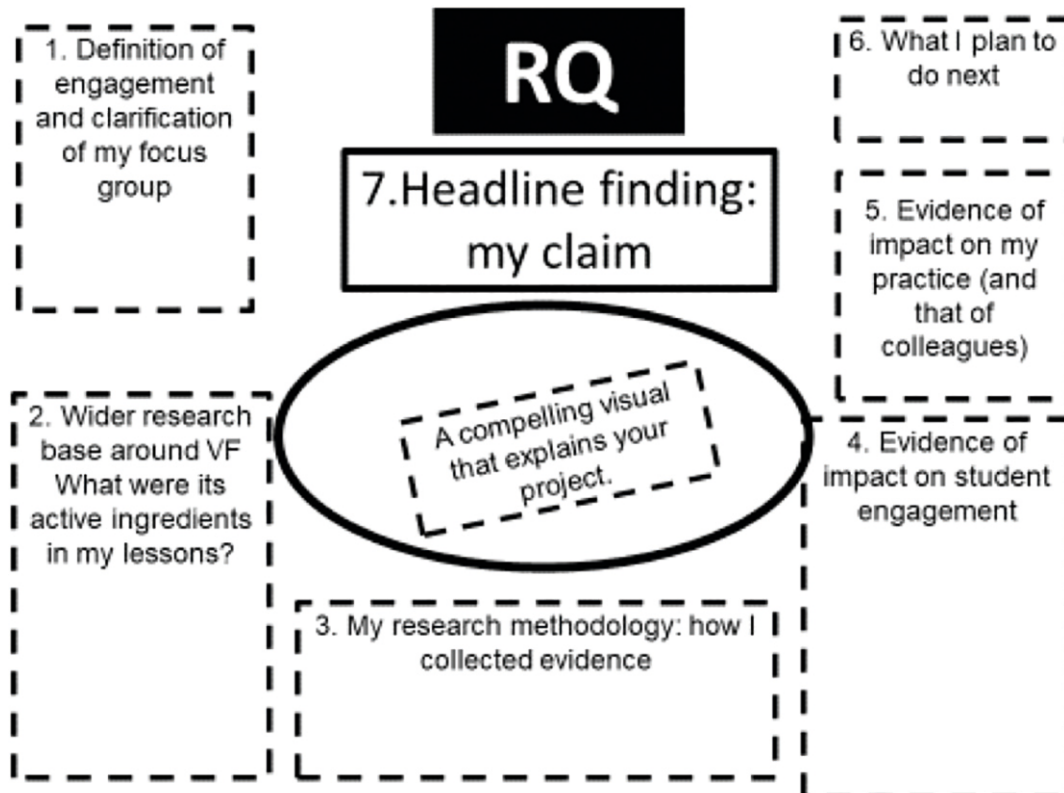 RQ
7.Headline finding:
my claim
1. Definition of
engagement
and clarification
of my focus
group
2. Wider research
base around VF
What were its
active ingredients
in my lessons?
3. My research methodology: how I
collected evidence
4. Evidence of
impact on student
engagement
5. Evidence of
impact on my
practice (and
that of
colleagues)
6. What I plan to
do next
A compelling visual
that explains your
project.